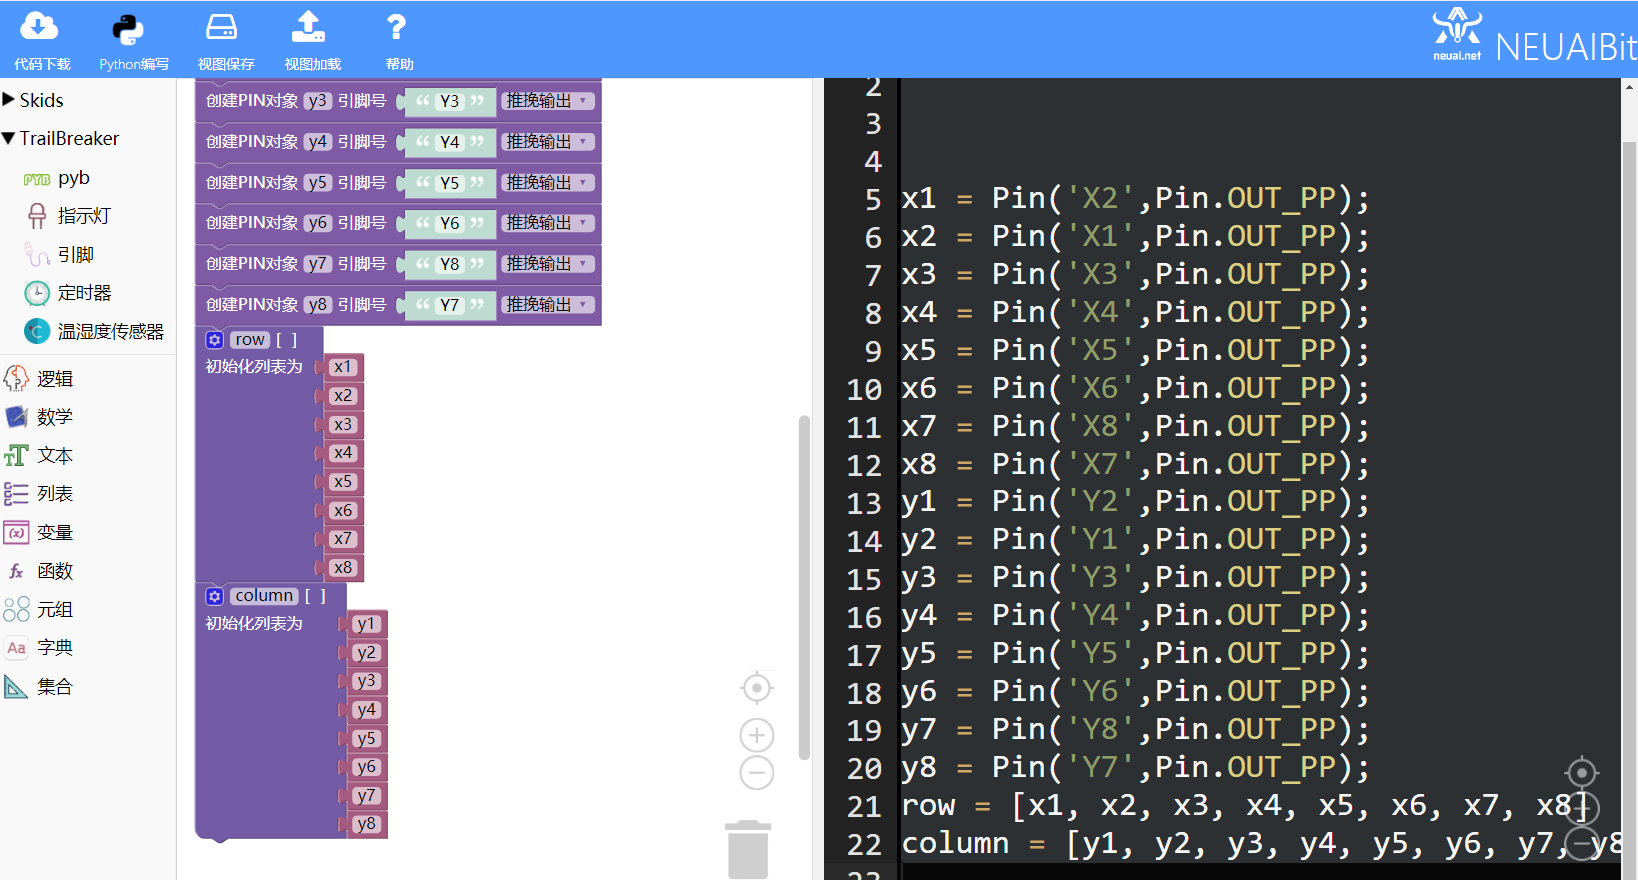 代码下载
Python编写
视图保存
视图加载
帮助
neuai.net
NEUAIBit
Skids
TrailBreaker
PYB pyb
指示灯
引脚
定时器
C 温湿度传感器
逻辑
数学
TT 文本
列表
(x) 变量
fx 函数
元组
Aa 字典
集合
创建PIN对象 y3 引脚号 “ Y3 ” 推挽输出
创建PIN对象 y4 引脚号 “ Y4 ” 推挽输出
创建PIN对象 y5 引脚号 “ Y5 ” 推挽输出
创建PIN对象 y6 引脚号 “ Y6 ” 推挽输出
创建PIN对象 y7 引脚号 “ Y8 ” 推挽输出
创建PIN对象 y8 引脚号 “ Y7 ” 推挽输出
row [ ]
初始化列表为 x1
x2
x3
x4
x5
x6
x7
x8
column [ ]
初始化列表为 y1
y2
y3
y4
y5
y6
y7
y8
2
3
4
5 x1 = Pin('X2',Pin.OUT_PP);
6 x2 = Pin('X1',Pin.OUT_PP);
7 x3 = Pin('X3',Pin.OUT_PP);
8 x4 = Pin('X4',Pin.OUT_PP);
9 x5 = Pin('X5',Pin.OUT_PP);
10 x6 = Pin('X6',Pin.OUT_PP);
11 x7 = Pin('X8',Pin.OUT_PP);
12 x8 = Pin('X7',Pin.OUT_PP);
13 y1 = Pin('Y2',Pin.OUT_PP);
14 y2 = Pin('Y1',Pin.OUT_PP);
15 y3 = Pin('Y3',Pin.OUT_PP);
16 y4 = Pin('Y4',Pin.OUT_PP);
17 y5 = Pin('Y5',Pin.OUT_PP);
18 y6 = Pin('Y6',Pin.OUT_PP);
19 y7 = Pin('Y8',Pin.OUT_PP);
20 y8 = Pin('Y7',Pin.OUT_PP);
21 row = [x1, x2, x3, x4, x5, x6, x7, x8]
22 column = [y1, y2, y3, y4, y5, y6, y7, y8
23